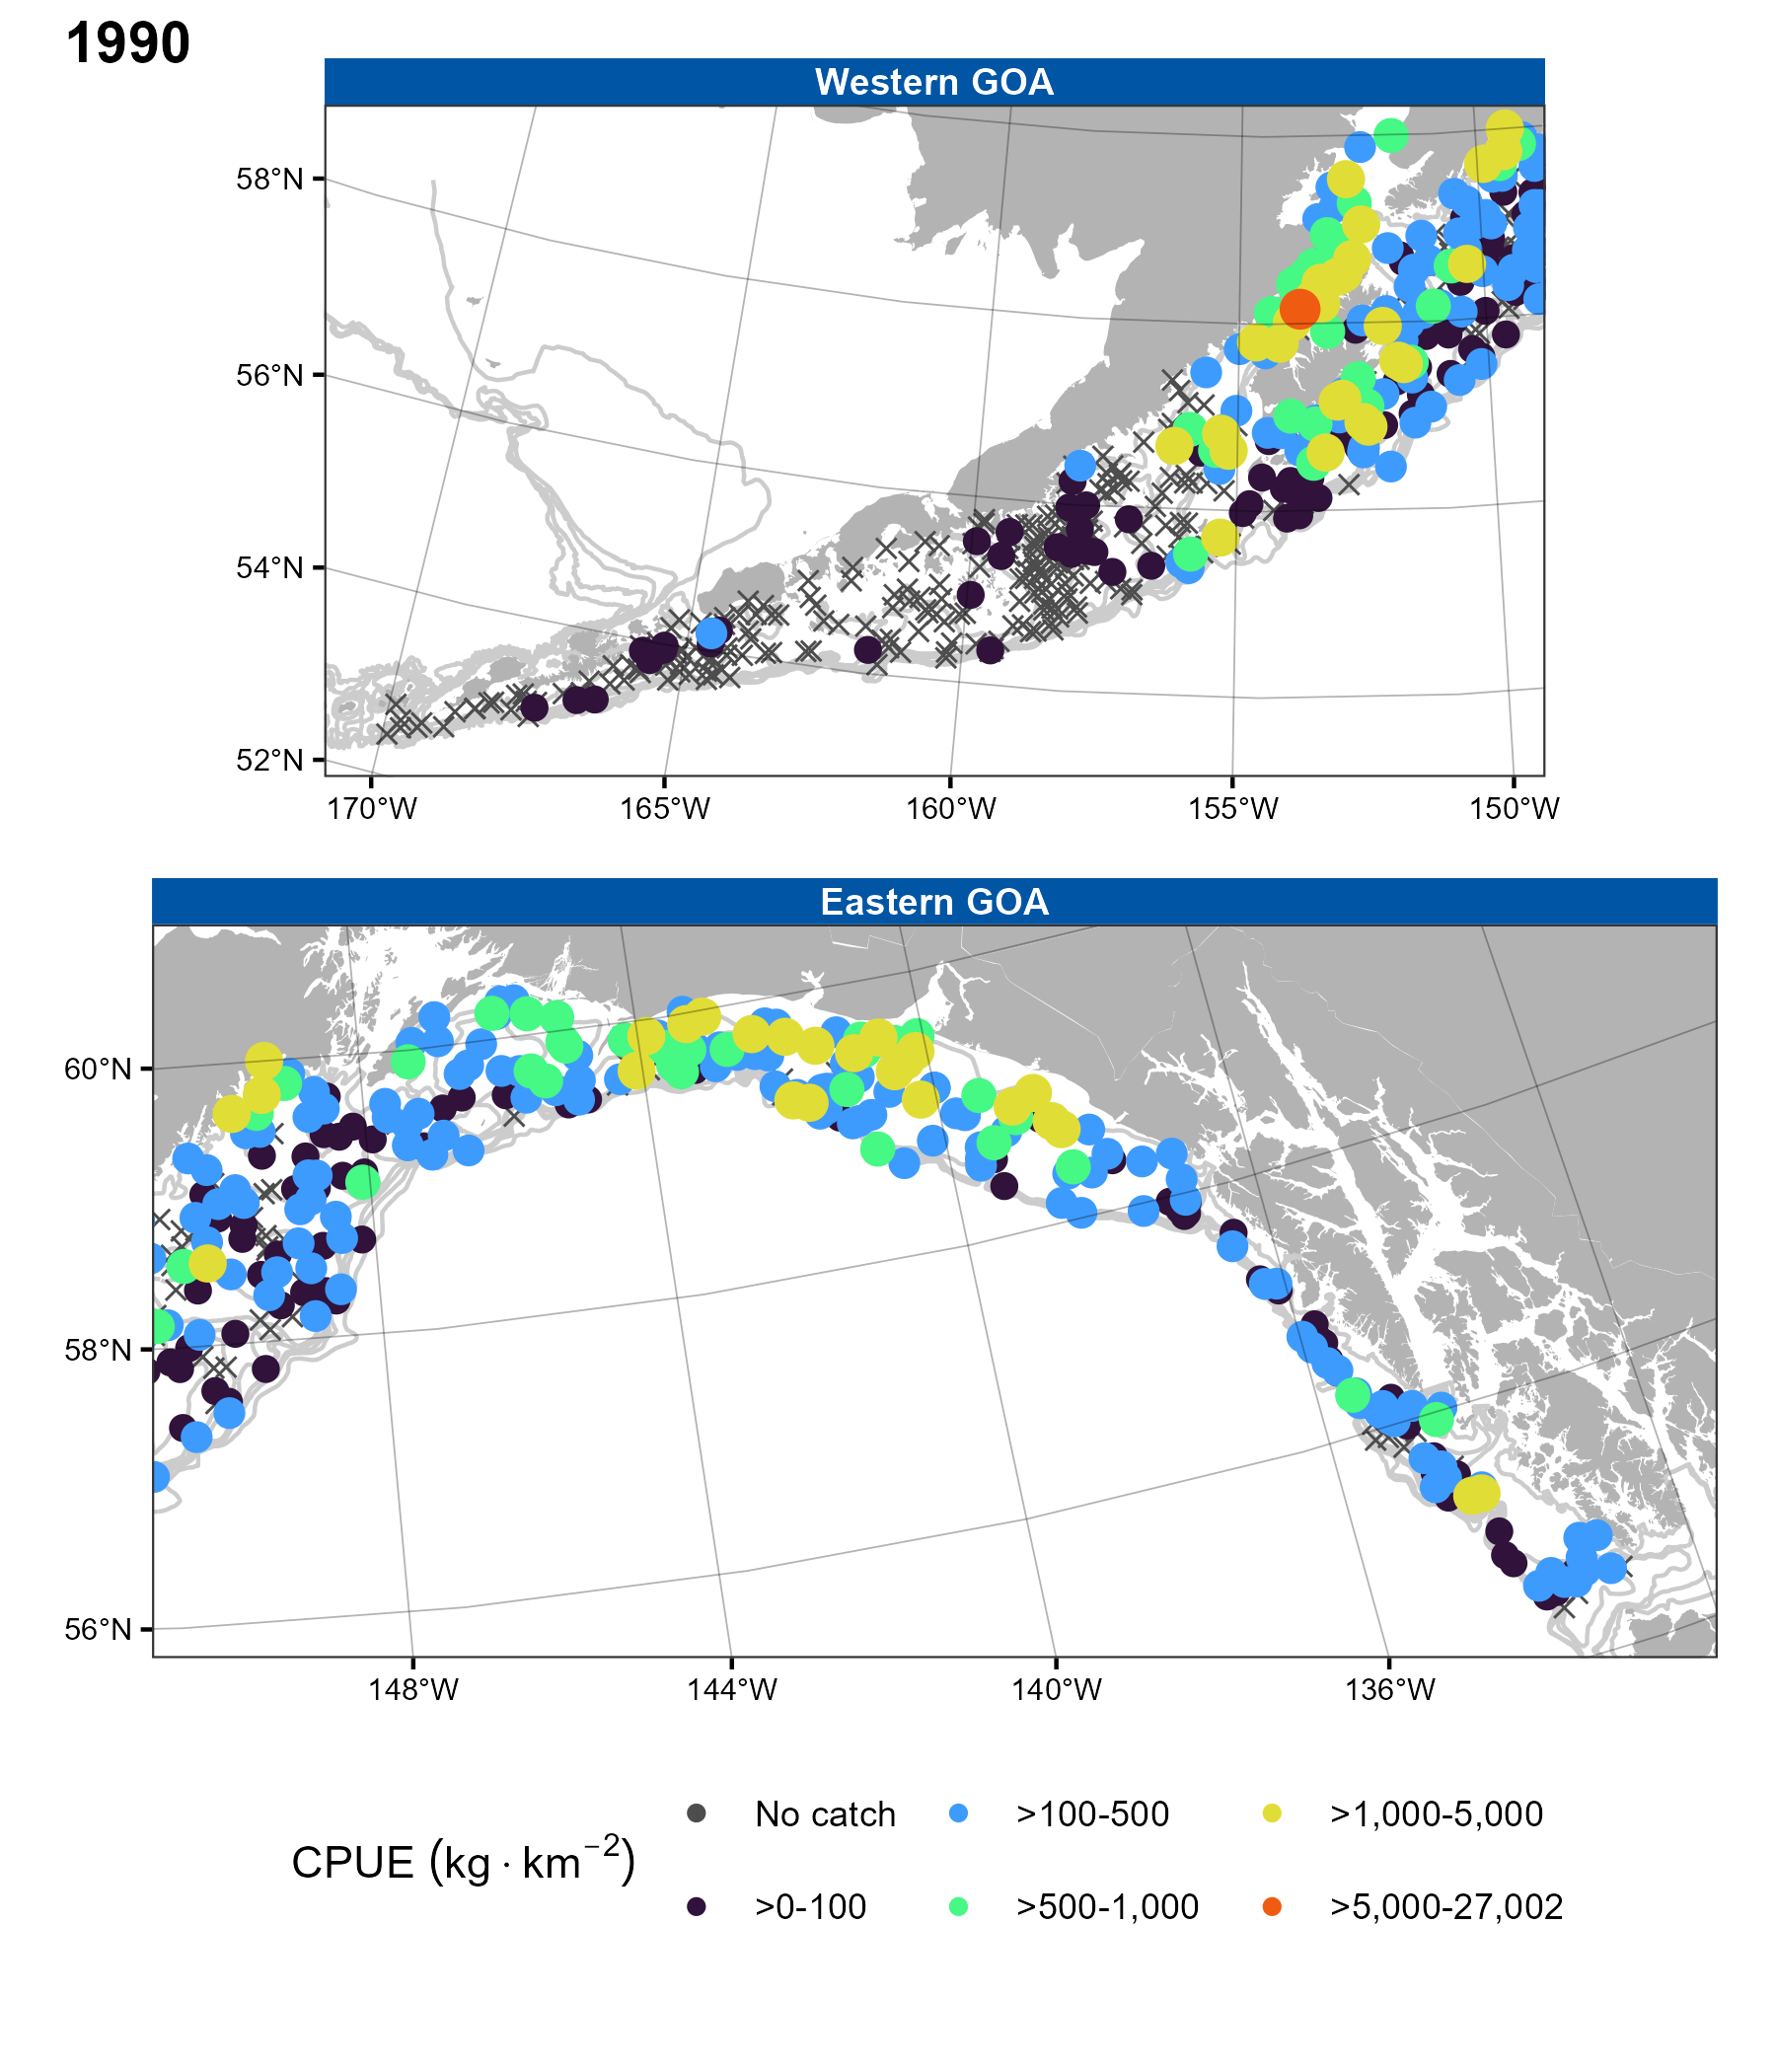 1990
Western GOA
58°N
56°N
54°N
52°N
170°W 165°W 160°W 155°W 150°W
Eastern GOA
60°N
58°N
56°N
148°W 144°W 140°W 136°W
CPUE (kg · km⁻²)
No catch >100-500 >1,000-5,000
>0-100 >500-1,000 >5,000-27,002